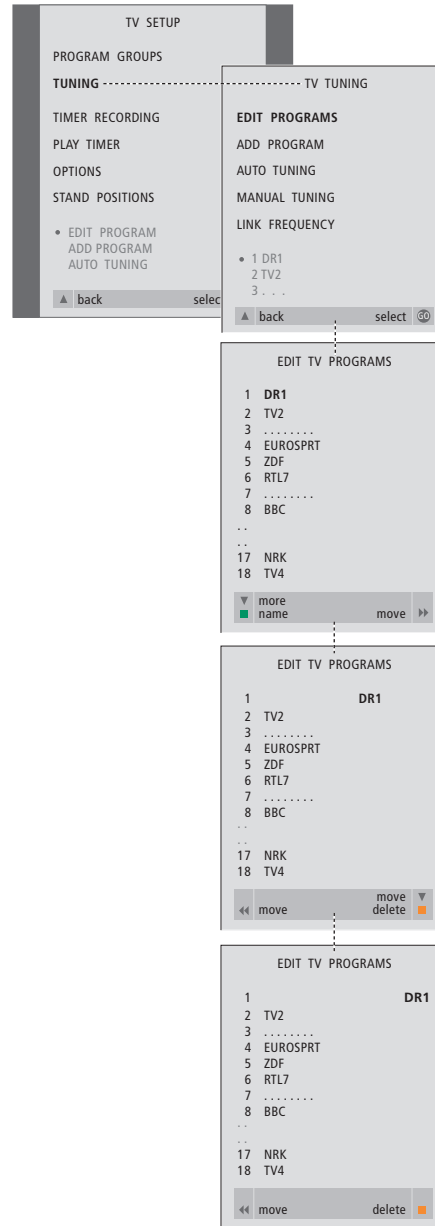 TV SETUP
PROGRAM GROUPS
TUNING
TIMER RECORDING
PLAY TIMER
OPTIONS
STAND POSITIONS
• EDIT PROGRAM
ADD PROGRAM
AUTO TUNING
▲ back selec
TV TUNING
EDIT PROGRAMS
ADD PROGRAM
AUTO TUNING
MANUAL TUNING
LINK FREQUENCY
• 1 DR1
2 TV2
3 . . .
▲ back select GO
EDIT TV PROGRAMS
1 DR1
2 TV2
3 . . . . . . . .
4 EUROSPRT
5 ZDF
6 RTL7
7 . . . . . . . .
8 BBC
. .
. .
17 NRK
18 TV4
▼ more
name move ►►
EDIT TV PROGRAMS
1 DR1
2 TV2
3 . . . . . . . .
4 EUROSPRT
5 ZDF
6 RTL7
7 . . . . . . . .
8 BBC
. .
. .
17 NRK
18 TV4
move ▼
◄◄ move delete
EDIT TV PROGRAMS
1 DR1
2 TV2
3 . . . . . . . .
4 EUROSPRT
5 ZDF
6 RTL7
7 . . . . . . . .
8 BBC
. .
. .
17 NRK
18 TV4
◄◄ move delete